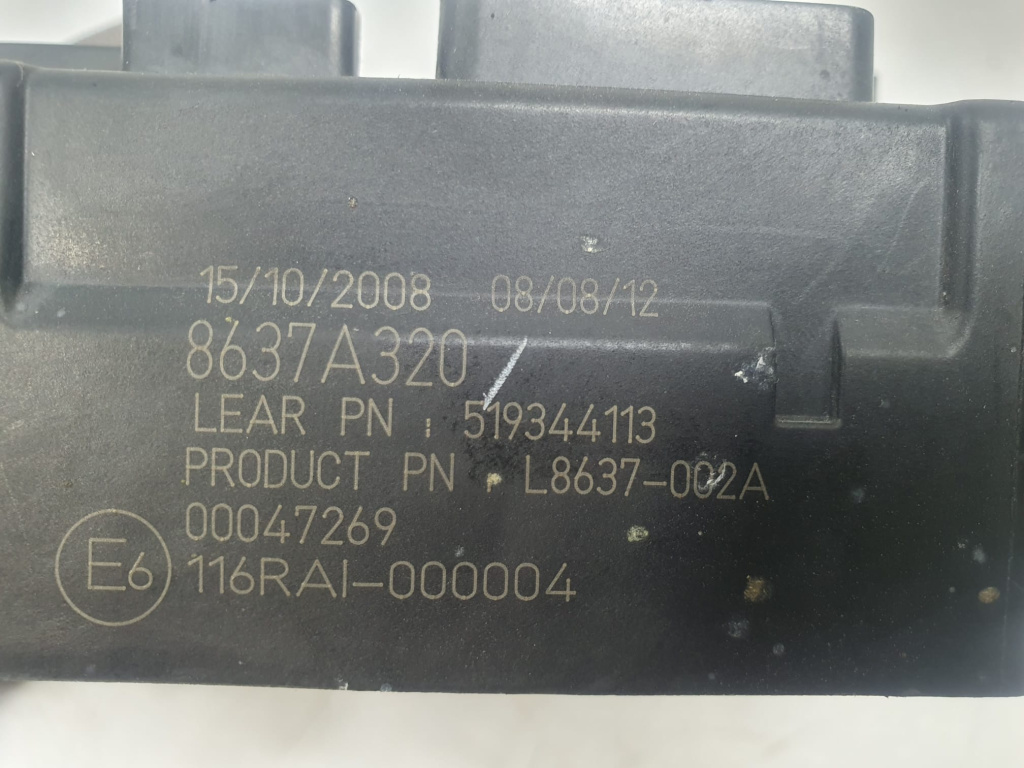 15/10/2008 08/08/12
8637A320
LEAR PN : 519344113
PRODUCT PN : L8637-002A
00047269
E6 116RAI-000004